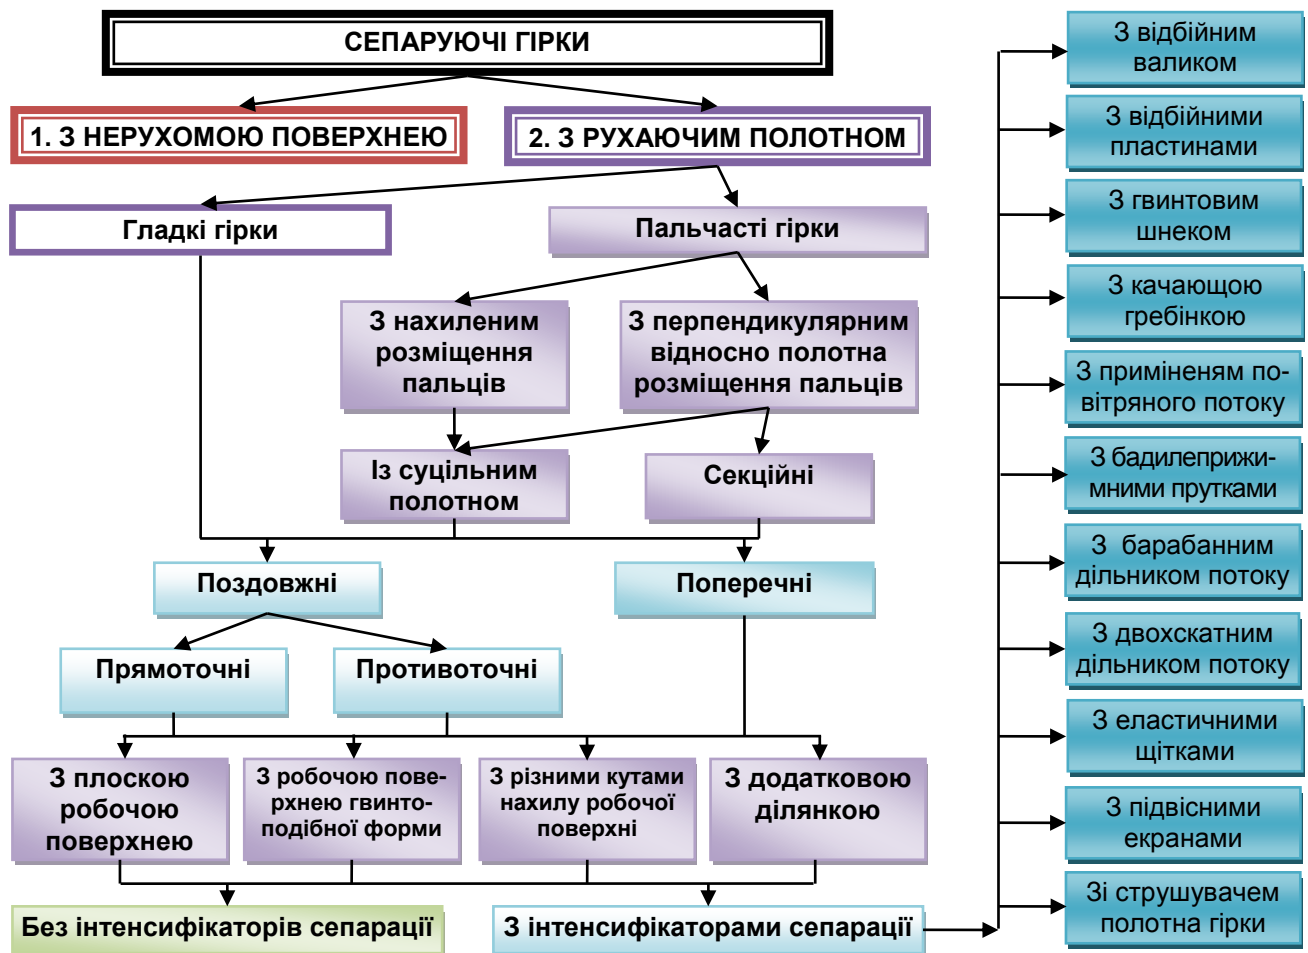 СЕПАРУЮЧІ ГІРКИ
1. З НЕРУХОМОЮ ПОВЕРХНЕЮ
2. З РУХАЮЧИМ ПОЛОТНОМ
Гладкі гірки
Пальчасті гірки
З нахиленим
розміщення
пальців
З перпендикулярним
відносно полотна
розміщення пальців
Із суцільним
полотном
Секційні
Поздовжні
Поперечні
Прямоточні
Противоточні
З плоскою
робочою
поверхнею
З робочою пове-
рхнею гвинто-
подібної форми
З різними кутами
нахилу робочої
поверхні
З додатковою
ділянкою
Без інтенсифікаторів сепарації
З інтенсифікаторами сепарації
З відбійним
валиком
З відбійними
пластинами
З гвинтовим
шнеком
З качающою
гребінкою
З приміненям по-
вітряного потоку
З бадилеприжи-
мними прутками
З барабанним
дільником потоку
З двохскатним
дільником потоку
З еластичними
щітками
З підвісними
екранами
Зі струшувачем
полотна гірки